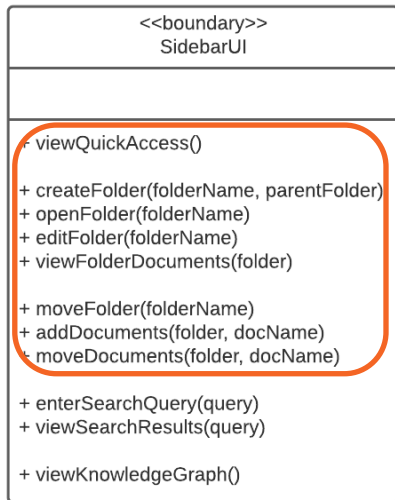 <<boundary>>
SidebarUI
+ viewQuickAccess()
+ createFolder(folderName, parentFolder)
+ openFolder(folderName)
+ editFolder(folderName)
+ viewFolderDocuments(folder)
+ moveFolder(folderName)
+ addDocuments(folder, docName)
+ moveDocuments(folder, docName)
+ enterSearchQuery(query)
+ viewSearchResults(query)
+ viewKnowledgeGraph()